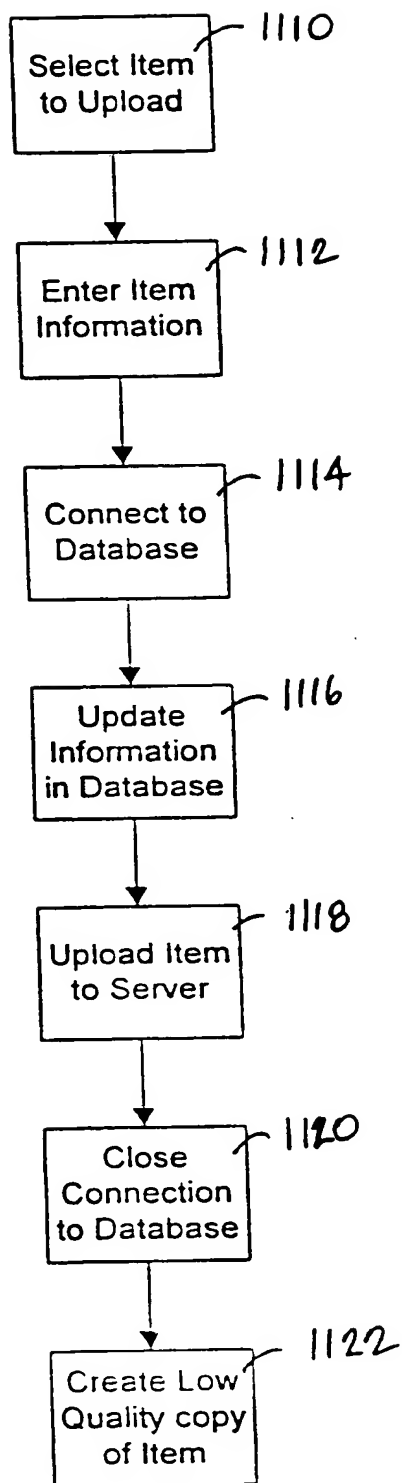 1110
Select Item
to Upload
1112
Enter Item
Information
1114
Connect to
Database
1116
Update
Information
in Database
1118
Upload Item
to Server
1120
Close
Connection
to Database
1122
Create Low
Quality copy
of Item